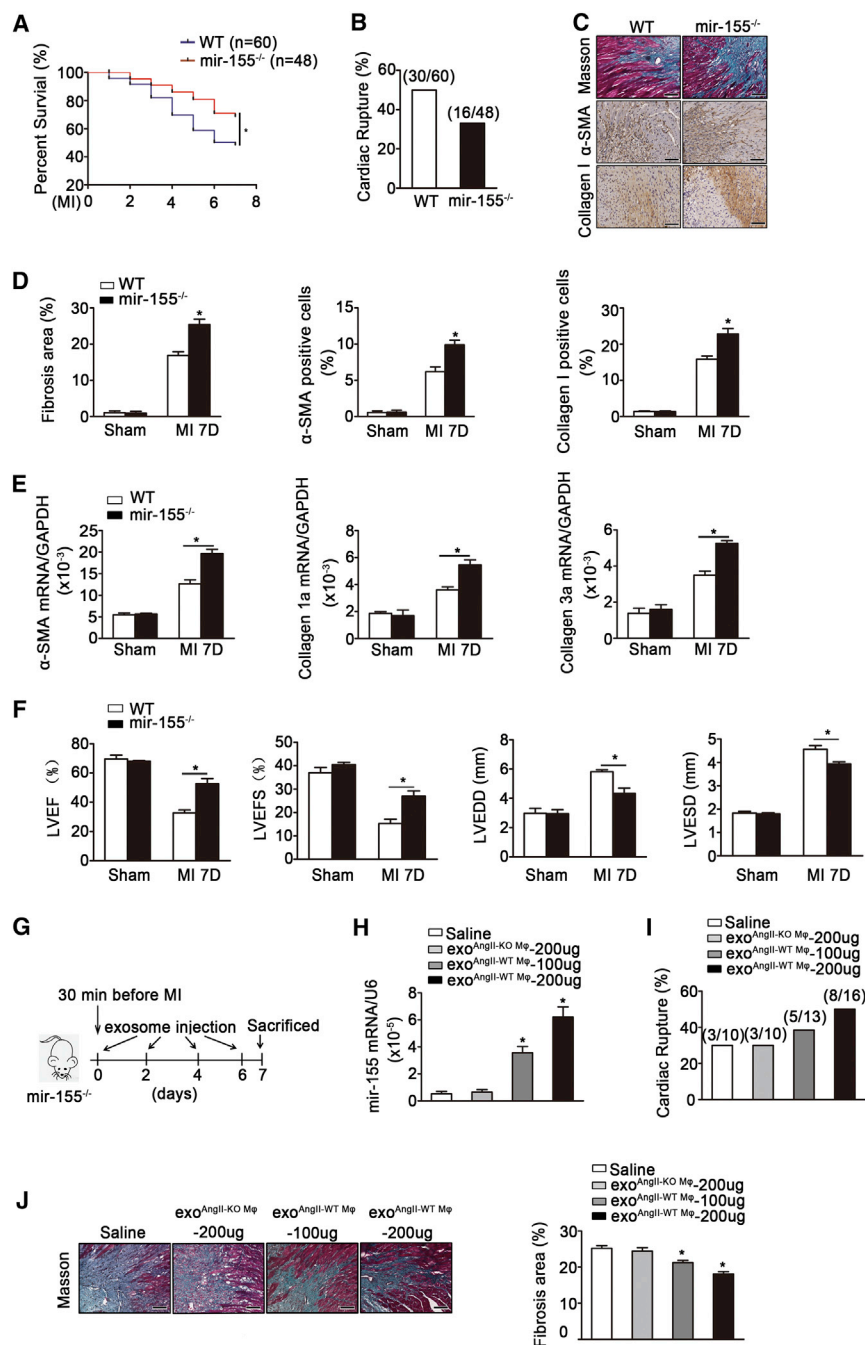 A
WT (n=60)
mir-155-/- (n=48)
Percent Survial (%)
100
80
60
40
20
*
(MI)
0 2 4 6 8
B
Cardiac Rupture (%)
60
40
20
0
(30/60)
(16/48)
WT mir-155-/-
C
WT mir-155-/-
Masson
α-SMA
Collagen I
D
WT
mir-155-/-
Fibrosis area (%)
30
20
10
0
*
Sham MI 7D
α-SMA positive cells
(%)
15
10
5
0
*
Sham MI 7D
Collagen I positive cells
(%)
30
20
10
0
*
Sham MI 7D
E
WT
mir-155-/-
α-SMA mRNA/GAPDH
(x10-3)
25
20
15
10
5
0
*
Sham MI 7D
Collagen 1a mRNA/GAPDH
(x10-3)
8
6
4
2
0
*
Sham MI 7D
Collagen 3a mRNA/GAPDH
(x10-3)
6
4
2
0
*
Sham MI 7D
F
WT
mir-155-/-
LVEF (%)
100
80
60
40
20
0
*
Sham MI 7D
LVEFS (%)
50
40
30
20
10
0
*
Sham MI 7D
LVEDD (mm)
8
6
4
2
0
*
Sham MI 7D
LVESD (mm)
5
4
3
2
1
0
*
Sham MI 7D
G
30 min before MI
exosome injection Sacrificed
0 2 4 6 7
(days)
mir-155-/-
H
Saline
exoAngII-KO Mφ-200ug
exoAngII-WT Mφ-100ug
exoAngII-WT Mφ-200ug
mir-155 mRNA/U6
(x10-5)
8
6
4
2
0
* *
I
Saline
exoAngII-KO Mφ-200ug
exoAngII-WT Mφ-100ug
exoAngII-WT Mφ-200ug
Cardiac Rupture (%)
60
40
20
0
(3/10) (3/10) (5/13) (8/16)
J
Saline
exoAngII-KO Mφ
-200ug
exoAngII-WT Mφ
-100ug
exoAngII-WT Mφ
-200ug
Masson
Saline
exoAngII-KO Mφ-200ug
exoAngII-WT Mφ-100ug
exoAngII-WT Mφ-200ug
Fibrosis area (%)
30
20
10
0
* *